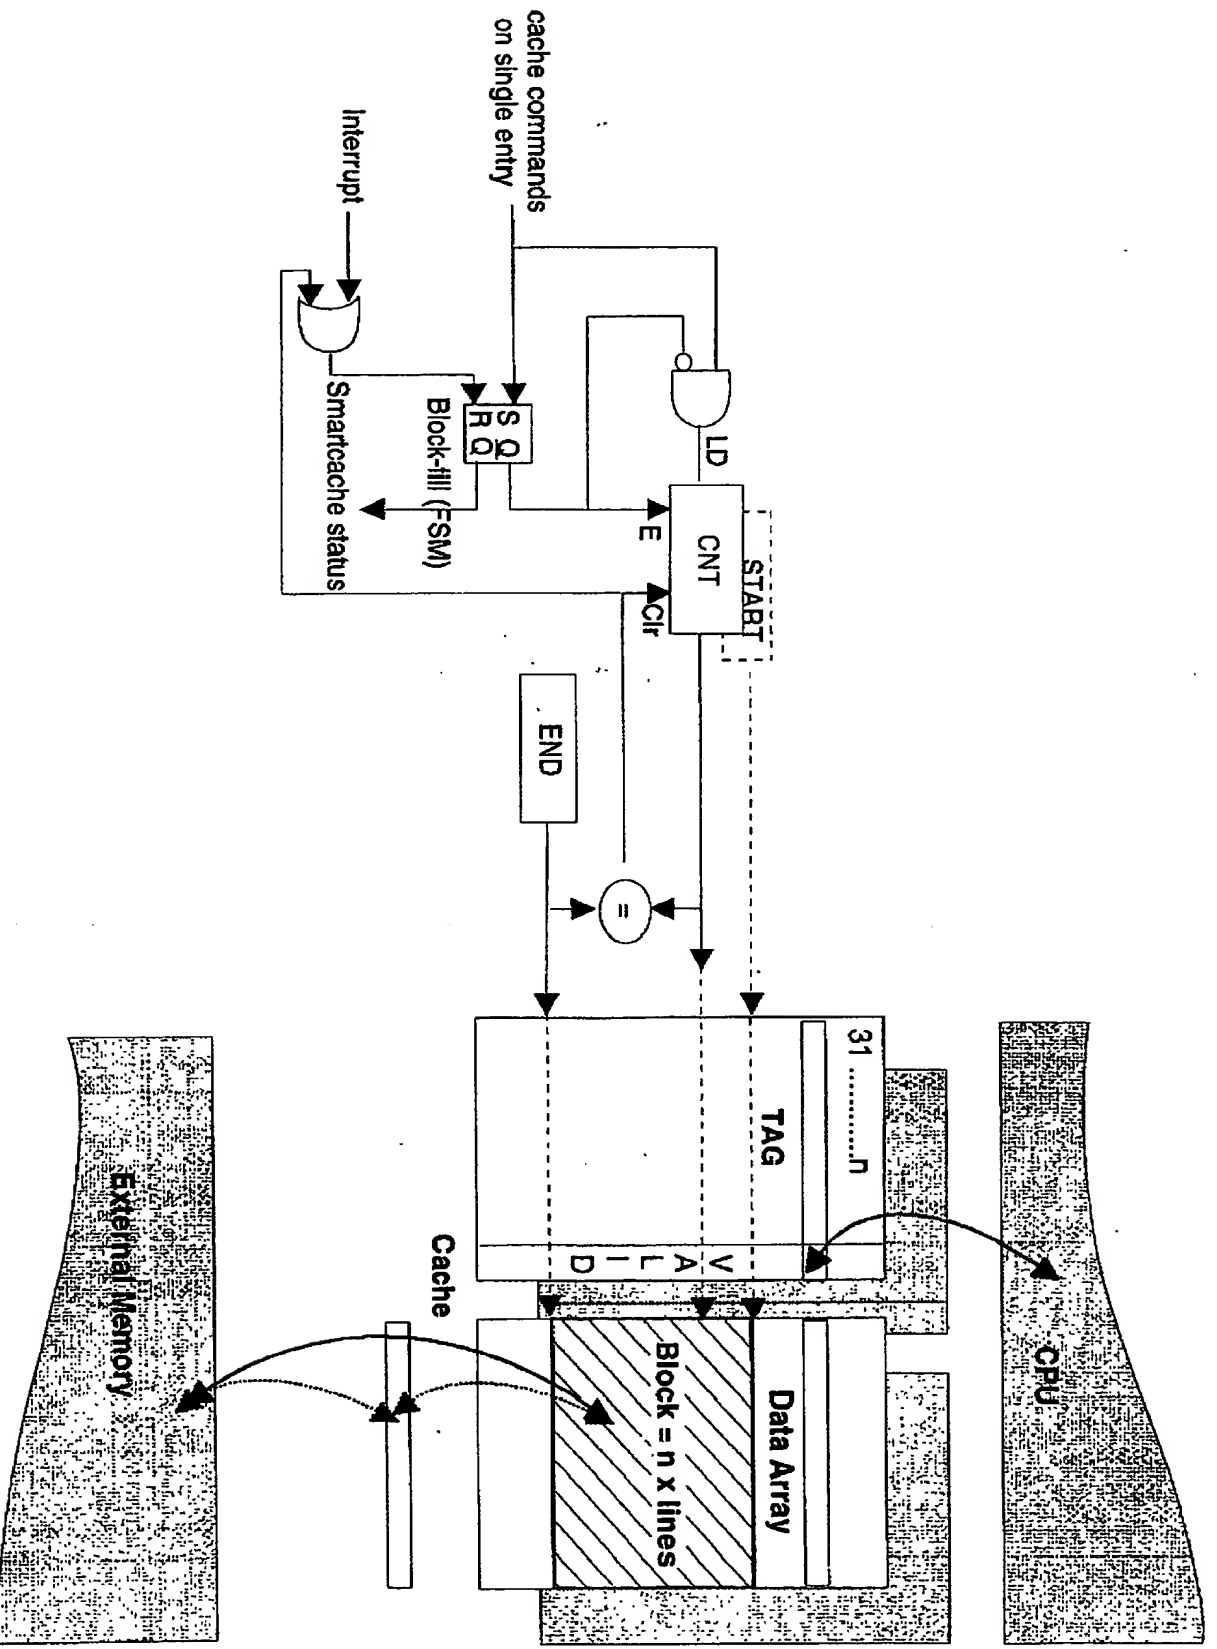 CPU
31 ..........n
TAG
VALID
Data Array
Block = n x lines
Cache
External Memory
START
CNT
LD
E
Clr
END
=
cache commands
on single entry
S Q
R Q
Block-fill (FSM)
Interrupt
Smartcache status